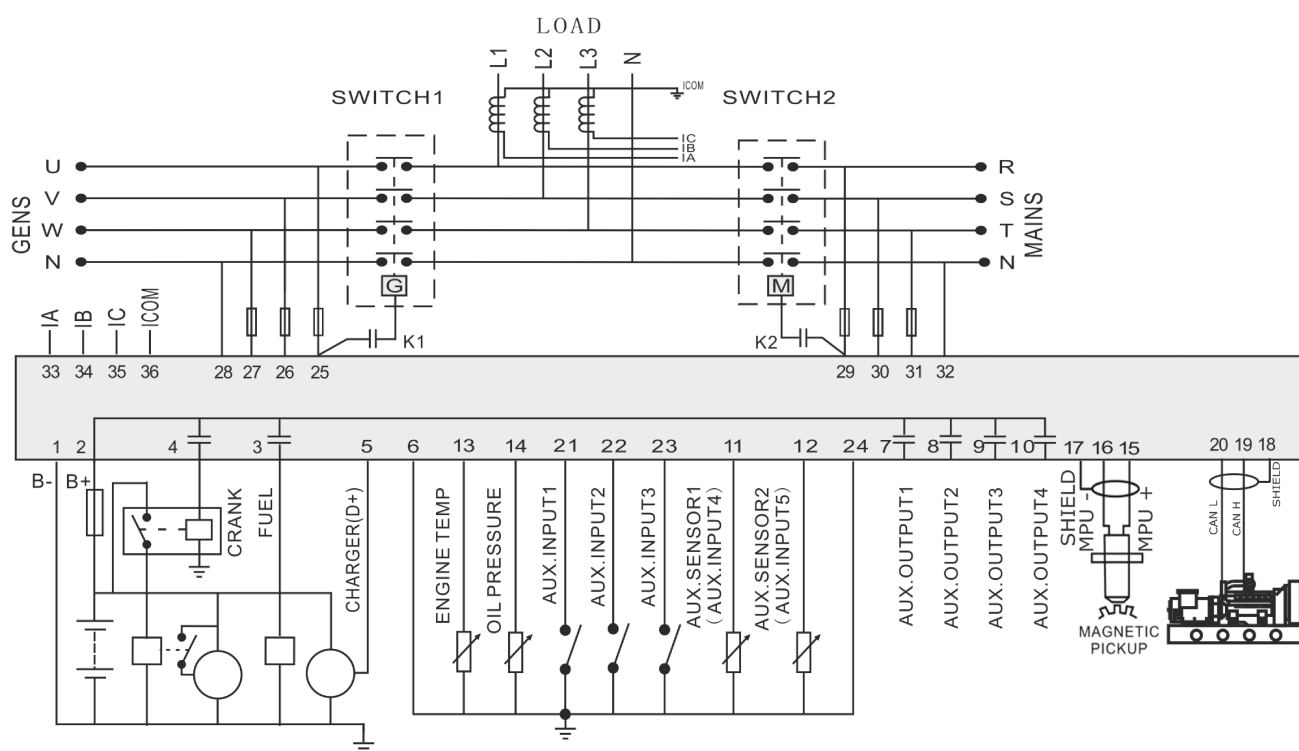 LOAD
L1
L2
L3
N
ICOM
SWITCH1
SWITCH2
IC
IB
IA
U
V
W
N
GENS
R
S
T
N
MAINS
G
M
K1
K2
IA
IB
IC
ICOM
33
34
35
36
28
27
26
25
29
30
31
32
1
2
4
3
5
6
13
14
21
22
23
11
12
24
7
8
9
10
17
16
15
20
19
18
B-
B+
CRANK
FUEL
CHARGER(D+)
ENGINE TEMP
OIL PRESSURE
AUX.INPUT1
AUX.INPUT2
AUX.INPUT3
AUX.SENSOR1
(AUX.INPUT4)
AUX.SENSOR2
(AUX.INPUT5)
AUX.OUTPUT1
AUX.OUTPUT2
AUX.OUTPUT3
AUX.OUTPUT4
SHIELD
MPU -
MPU +
MAGNETIC
PICKUP
CAN L
CAN H
SHIELD